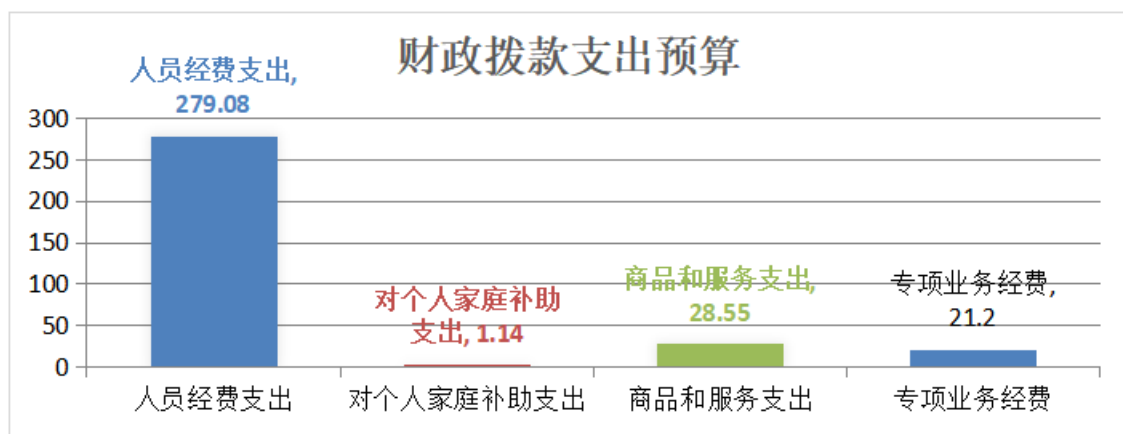 财政拨款支出预算
人员经费支出,
279.08
300
250
200
150
100
50
0
对个人家庭补助
支出, 1.14
商品和服务支出,
28.55
专项业务经费,
21.2
人员经费支出
对个人家庭补助支出
商品和服务支出
专项业务经费